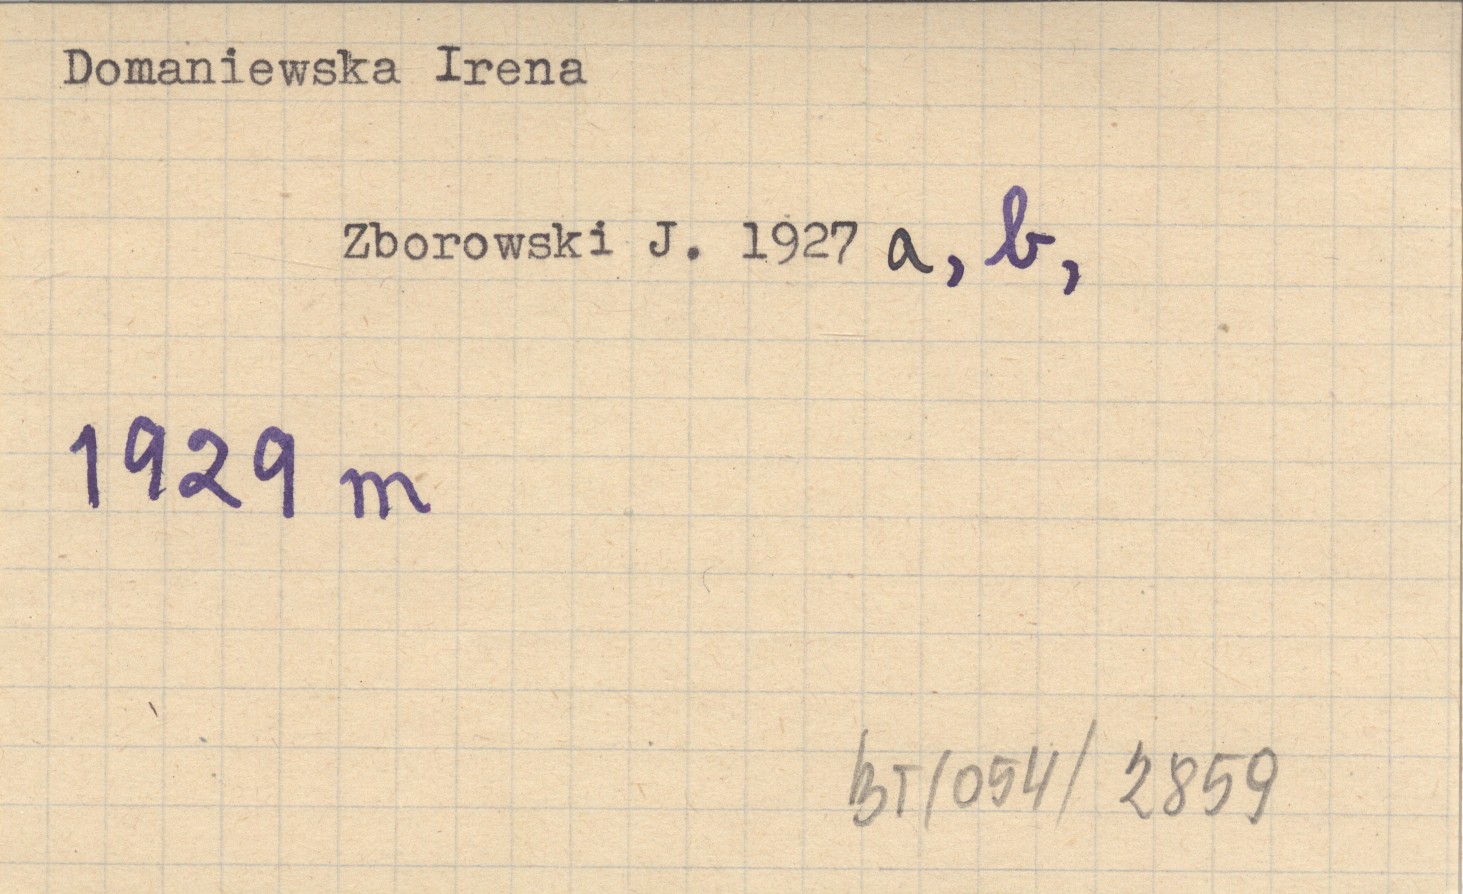 Domaniewska Irena
Zborowski J. 1927 a, b,
1929 m
BT/054/2859